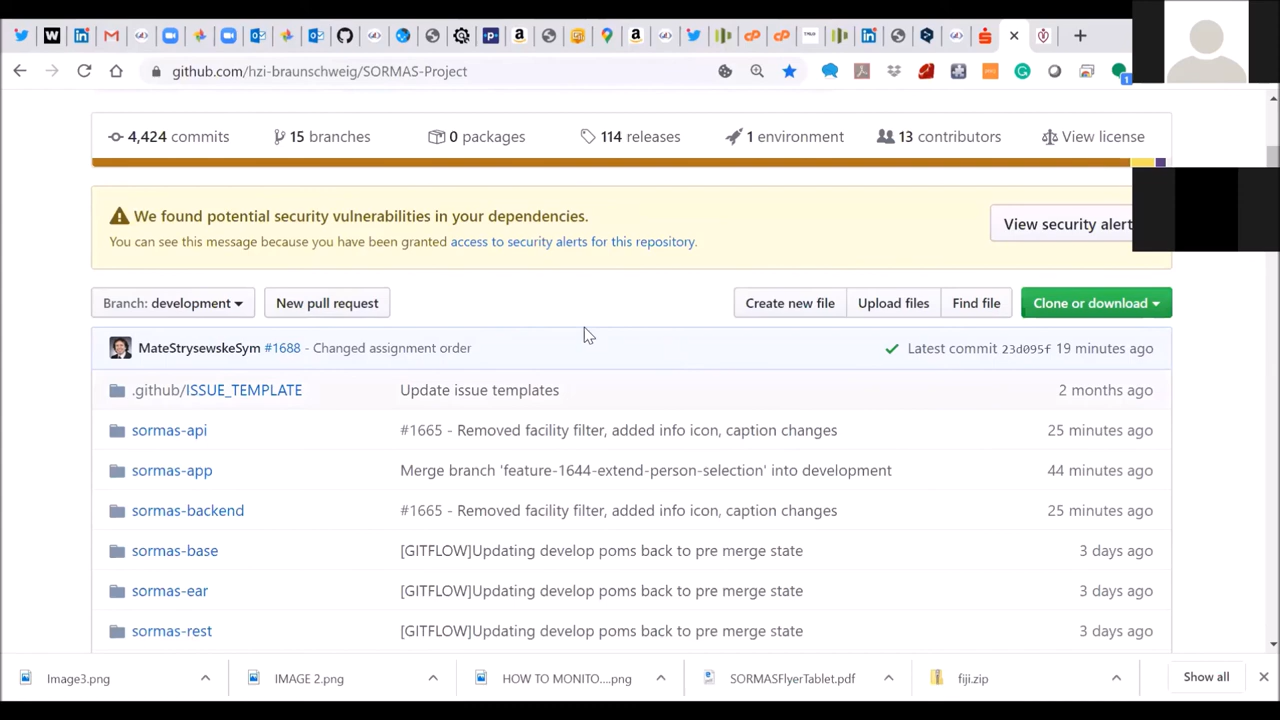 github.com/hzi-braunschweig/SORMAS-Project
1
4,424 commits 15 branches 0 packages 114 releases 1 environment 13 contributors View license
We found potential security vulnerabilities in your dependencies.
You can see this message because you have been granted access to security alerts for this repository.
View security alert
Branch: development New pull request Create new file Upload files Find file Clone or download
MateStrysewskeSym #1688 - Changed assignment order Latest commit 23d095f 19 minutes ago
.github/ISSUE_TEMPLATE Update issue templates 2 months ago
sormas-api #1665 - Removed facility filter, added info icon, caption changes 25 minutes ago
sormas-app Merge branch 'feature-1644-extend-person-selection' into development 44 minutes ago
sormas-backend #1665 - Removed facility filter, added info icon, caption changes 25 minutes ago
sormas-base [GITFLOW]Updating develop poms back to pre merge state 3 days ago
sormas-ear [GITFLOW]Updating develop poms back to pre merge state 3 days ago
sormas-rest [GITFLOW]Updating develop poms back to pre merge state 3 days ago
Image3.png IMAGE 2.png HOW TO MONITO....png SORMASFlyerTablet.pdf fiji.zip Show all